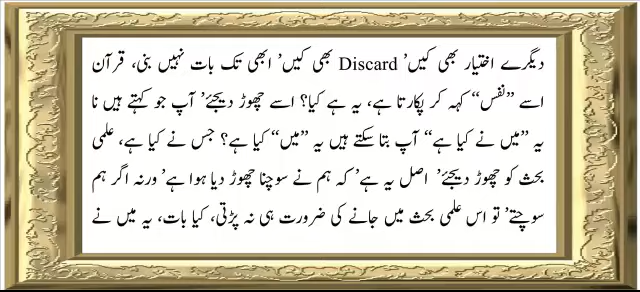 دیگرے اختیار بھی کیں’ Discard بھی کیں’ ابھی تک بات نہیں بنی، قرآن
اسے ”نفس“ کہہ کر پکارتا ہے، یہ ہے کیا؟ اسے چھوڑ دیجئے’ آپ جو کہتے ہیں نا
یہ ”میں نے کیا ہے“ آپ بتا سکتے ہیں یہ ”میں“ کیا ہے؟ جس نے کیا ہے، علمی
بحث کو چھوڑ دیجئے’ اصل یہ ہے’ کہ ہم نے سوچنا چھوڑ دیا ہوا ہے’ ورنہ اگر ہم
سوچتے’ تو اس علمی بحث میں جانے کی ضرورت ہی نہ پڑتی، کیا بات، یہ میں نے